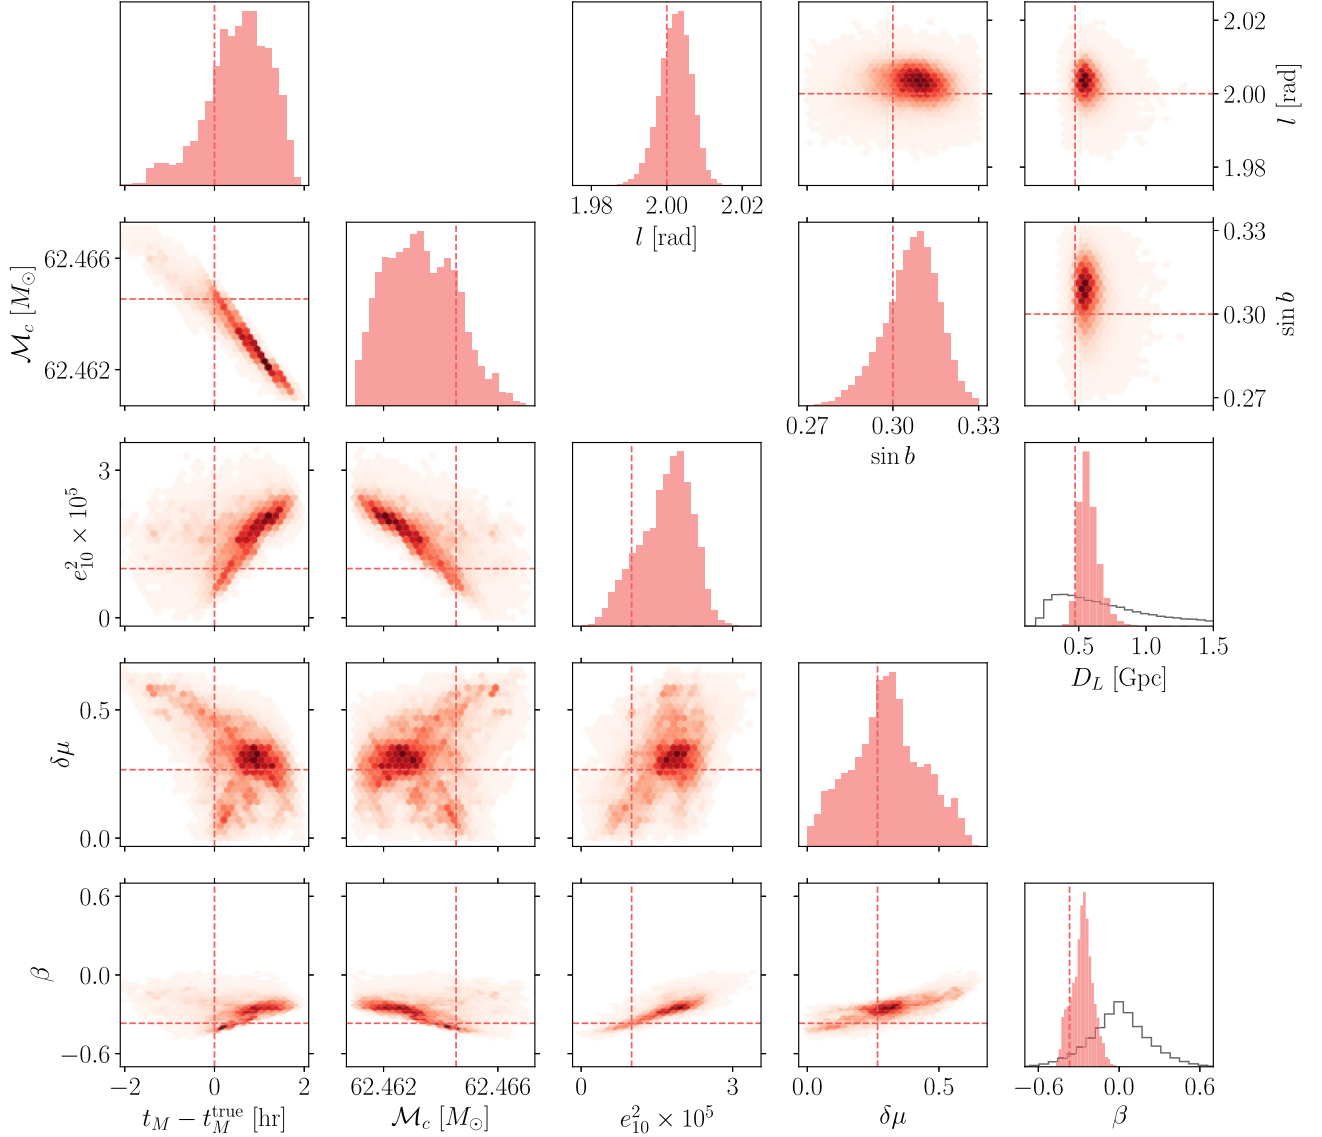 2.02
2.00
1.98
l [rad]
1.98 2.00 2.02
l [rad]
62.466
62.462
𝓜_c [M_⊙]
0.33
0.30
0.27
sin b
0.27 0.30 0.33
sin b
3
0
e²₁₀ × 10⁵
0.5 1.0 1.5
D_L [Gpc]
0.5
0.0
δμ
0.6
0.0
−0.6
β
−2 0 2
62.462 62.466
0 3
0.0 0.5
−0.6 0.0 0.6
t_M − t_M^true [hr]
𝓜_c [M_⊙]
e²₁₀ × 10⁵
δμ
β